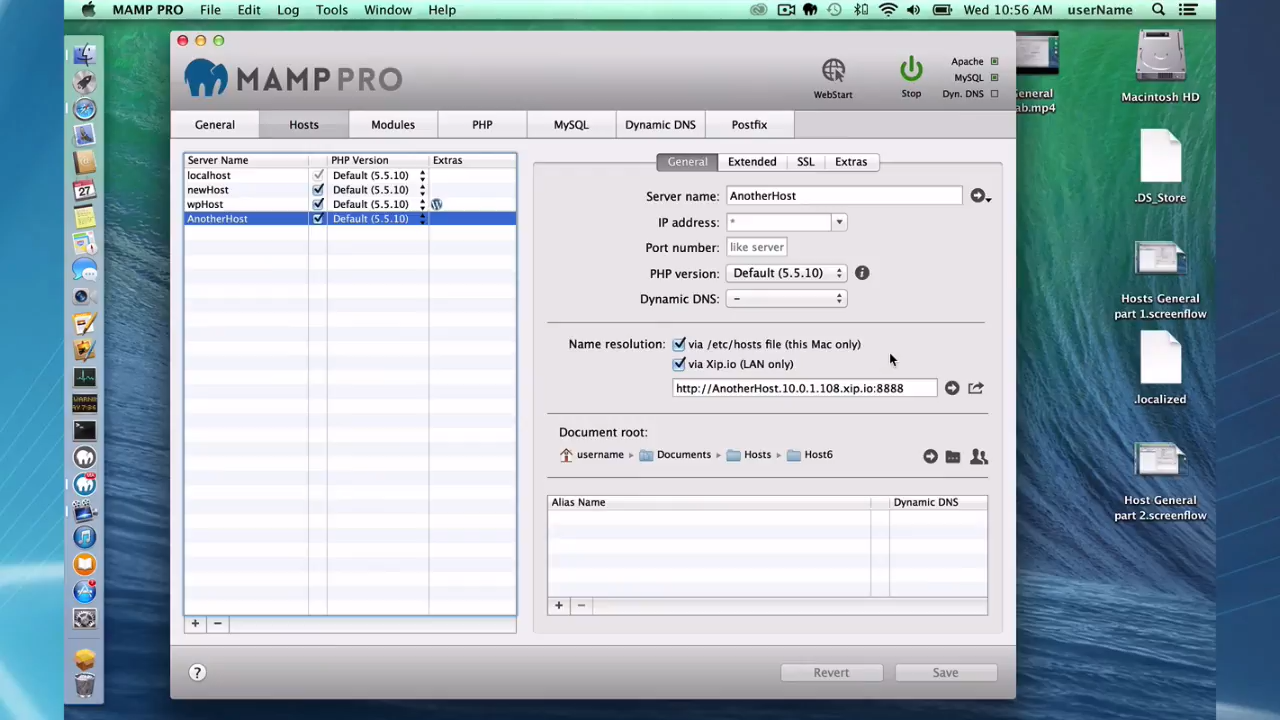 MAMP PRO File Edit Log Tools Window Help Wed 10:56 AM userName
MAMP PRO
WebStart
Stop
Apache
MySQL
Dyn. DNS
General Hosts Modules PHP MySQL Dynamic DNS Postfix
Server Name PHP Version Extras
localhost Default (5.5.10)
newHost Default (5.5.10)
wpHost Default (5.5.10)
AnotherHost Default (5.5.10)
General Extended SSL Extras
Server name: AnotherHost
IP address: *
Port number: like server
PHP version: Default (5.5.10)
Dynamic DNS: –
Name resolution: via /etc/hosts file (this Mac only)
via Xip.io (LAN only)
http://AnotherHost.10.0.1.108.xip.io:8888
Document root:
username Documents Hosts Host6
Alias Name Dynamic DNS
+ −
+ −
? Revert Save
General
ab.mp4
Macintosh HD
.DS_Store
Hosts General
part 1.screenflow
.localized
Host General
part 2.screenflow
27